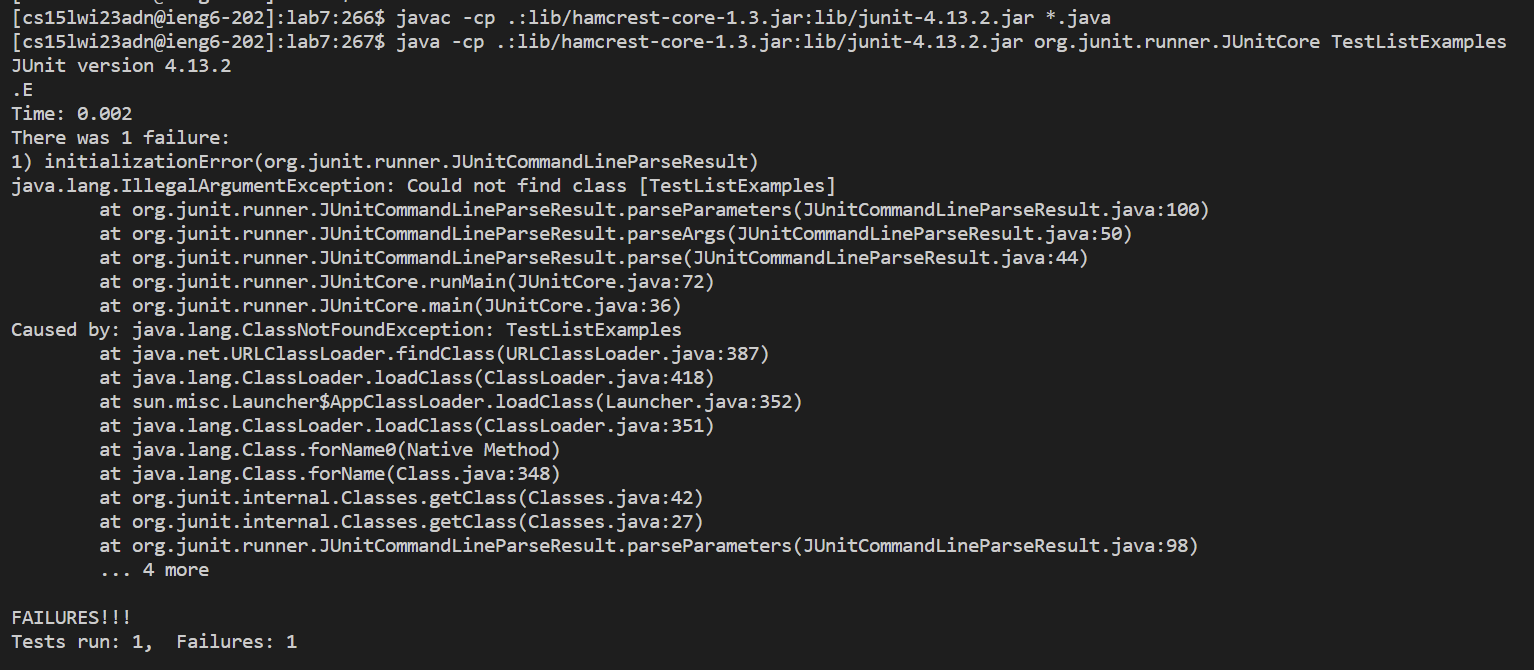 [cs15lwi23adn@ieng6-202]:lab7:266$ javac -cp .:lib/hamcrest-core-1.3.jar:lib/junit-4.13.2.jar *.java
[cs15lwi23adn@ieng6-202]:lab7:267$ java -cp .:lib/hamcrest-core-1.3.jar:lib/junit-4.13.2.jar org.junit.runner.JUnitCore TestListExamples
JUnit version 4.13.2
.E
Time: 0.002
There was 1 failure:
1) initializationError(org.junit.runner.JUnitCommandLineParseResult)
java.lang.IllegalArgumentException: Could not find class [TestListExamples]
        at org.junit.runner.JUnitCommandLineParseResult.parseParameters(JUnitCommandLineParseResult.java:100)
        at org.junit.runner.JUnitCommandLineParseResult.parseArgs(JUnitCommandLineParseResult.java:50)
        at org.junit.runner.JUnitCommandLineParseResult.parse(JUnitCommandLineParseResult.java:44)
        at org.junit.runner.JUnitCore.runMain(JUnitCore.java:72)
        at org.junit.runner.JUnitCore.main(JUnitCore.java:36)
Caused by: java.lang.ClassNotFoundException: TestListExamples
        at java.net.URLClassLoader.findClass(URLClassLoader.java:387)
        at java.lang.ClassLoader.loadClass(ClassLoader.java:418)
        at sun.misc.Launcher$AppClassLoader.loadClass(Launcher.java:352)
        at java.lang.ClassLoader.loadClass(ClassLoader.java:351)
        at java.lang.Class.forName0(Native Method)
        at java.lang.Class.forName(Class.java:348)
        at org.junit.internal.Classes.getClass(Classes.java:42)
        at org.junit.internal.Classes.getClass(Classes.java:27)
        at org.junit.runner.JUnitCommandLineParseResult.parseParameters(JUnitCommandLineParseResult.java:98)
        ... 4 more
FAILURES!!!
Tests run: 1,  Failures: 1